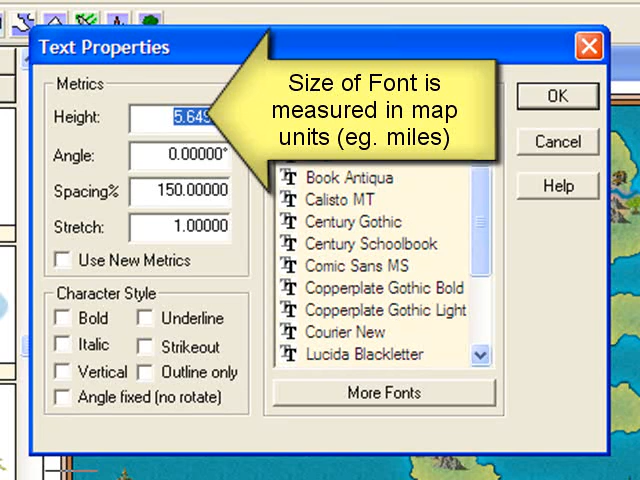 Text Properties
Metrics
Height:
Angle: 0.00000°
Spacing% 150.00000
Stretch: 1.00000
Use New Metrics
Character Style
Bold Underline
Italic Strikeout
Vertical Outline only
Angle fixed (no rotate)
Size of Font is
measured in map
units (eg. miles)
Book Antiqua
Calisto MT
Century Gothic
Century Schoolbook
Comic Sans MS
Copperplate Gothic Bold
Copperplate Gothic Light
Courier New
Lucida Blackletter
More Fonts
OK
Cancel
Help